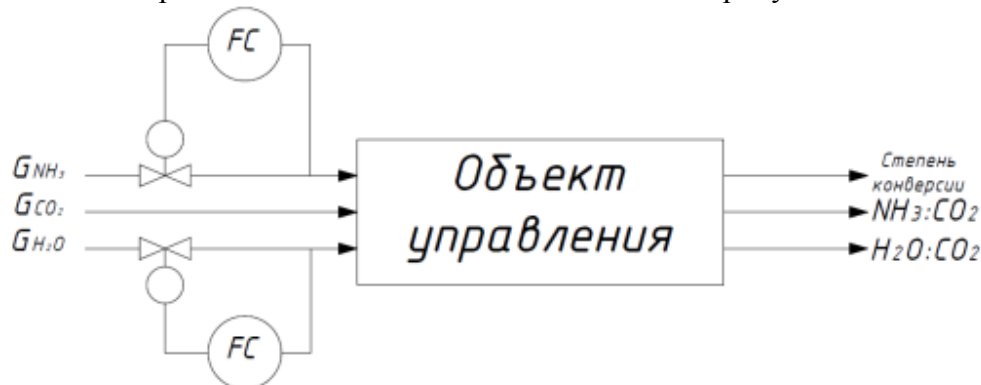 FC
G NH₃
G CO₂
G H₂O
Объект
управления
Степень
конверсии
NH₃:CO₂
H₂O:CO₂
FC